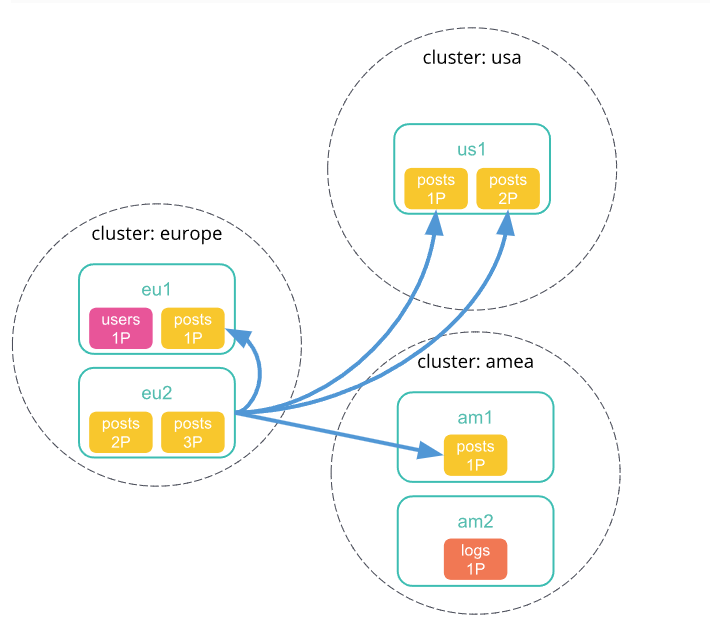 cluster: usa
us1
posts
1P
posts
2P
cluster: europe
eu1
users
1P
posts
1P
eu2
posts
2P
posts
3P
cluster: amea
am1
posts
1P
am2
logs
1P